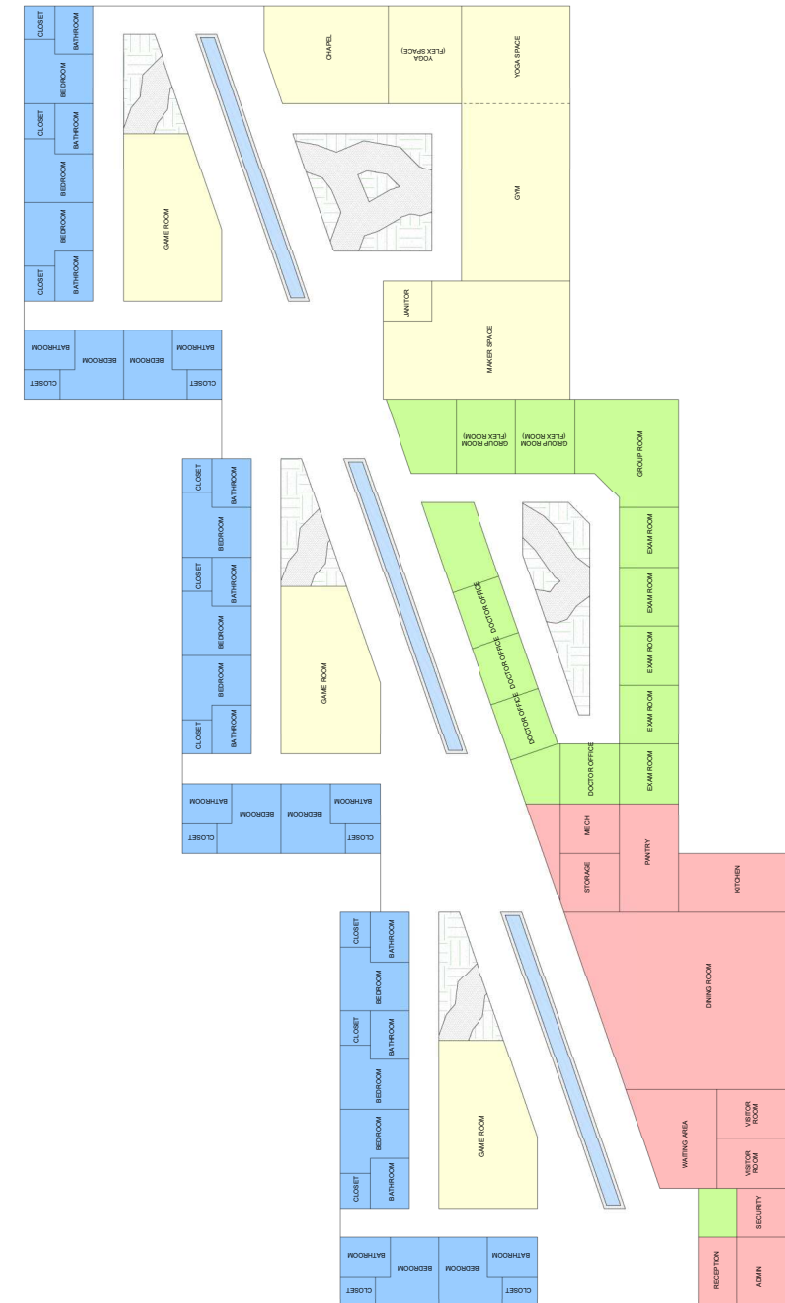 CLOSET
BATHROOM
BEDROOM
CLOSET
BATHROOM
BEDROOM
BEDROOM
CLOSET
BATHROOM
GAME ROOM
CHAPEL
YOGA
(FLEX SPACE)
YOGA SPACE
GYM
JANITOR
MAKER SPACE
BATHROOM
CLOSET
BEDROOM
BEDROOM
BATHROOM
CLOSET
GROUP ROOM
(FLEX ROOM)
GROUP ROOM
(FLEX ROOM)
GROUP ROOM
CLOSET
BATHROOM
BEDROOM
CLOSET
BATHROOM
BEDROOM
BEDROOM
CLOSET
BATHROOM
GAME ROOM
DOCTOR OFFICE
DOCTOR OFFICE
DOCTOR OFFICE
DOCTOR OFFICE
EXAM ROOM
EXAM ROOM
EXAM ROOM
EXAM ROOM
EXAM ROOM
BATHROOM
CLOSET
BEDROOM
BEDROOM
BATHROOM
CLOSET
MECH
STORAGE
PANTRY
KITCHEN
DINING ROOM
CLOSET
BATHROOM
BEDROOM
CLOSET
BATHROOM
BEDROOM
BEDROOM
CLOSET
BATHROOM
GAME ROOM
WAITING AREA
VISITOR
ROOM
VISITOR
ROOM
SECURITY
RECEPTION
ADMIN
BATHROOM
CLOSET
BEDROOM
BEDROOM
BATHROOM
CLOSET